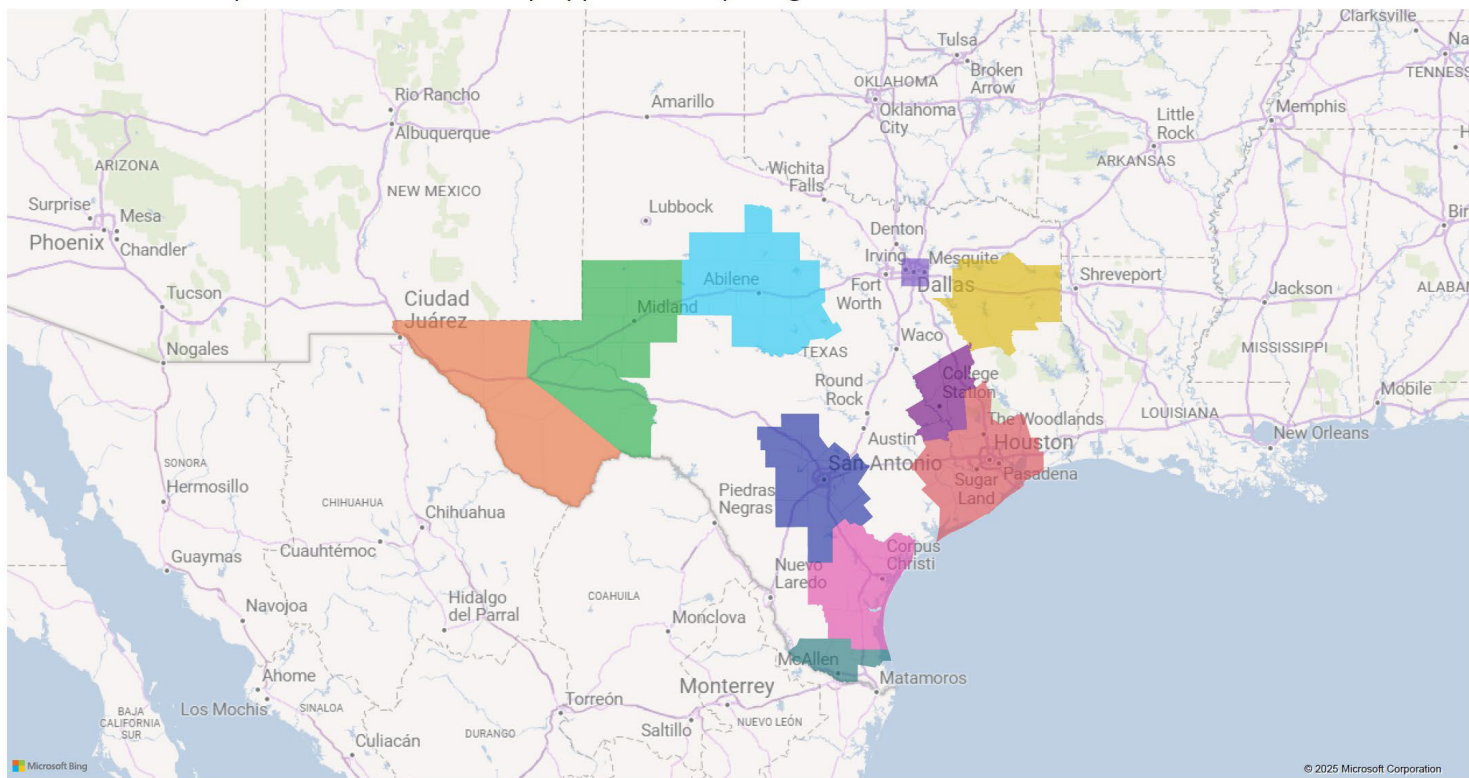 Clarksville
Tulsa
Broken
Arrow
TENNESS
OKLAHOMA
Oklahoma
City
Rio Rancho
Albuquerque
Amarillo
Little
Rock
Memphis
ARKANSAS
ARIZONA
NEW MEXICO
Wichita
Falls
Surprise
Mesa
Phoenix
Chandler
Lubbock
Denton
Irving
Mesquite
Dallas
Fort
Worth
Shreveport
Jackson
ALABAM
Tucson
Ciudad
Juárez
Abilene
Midland
Nogales
TEXAS
Waco
MISSISSIPPI
College
Station
Round
Rock
Mobile
The Woodlands
LOUISIANA
Austin
Houston
New Orleans
San Antonio
Pasadena
Sugar
Land
SONORA
Hermosillo
CHIHUAHUA
Chihuahua
Piedras
Negras
Cuauhtémoc
Guaymas
Corpus
Christi
Nuevo
Laredo
COAHUILA
Navojoa
Hidalgo
del Parral
Monclova
McAllen
Matamoros
Ahome
Los Mochis
SINALOA
Monterrey
Torreón
BAJA
CALIFORNIA
SUR
DURANGO
Saltillo
NUEVO LEÓN
Culiacán
Microsoft Bing
© 2025 Microsoft Corporation